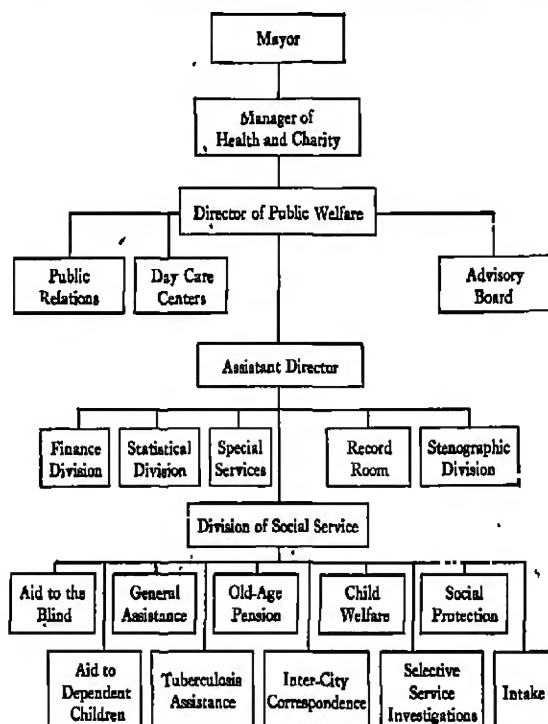 Mayor
Manager of
Health and Charity
Director of Public Welfare
Public
Relations
Day Care
Centers
Advisory
Board
Assistant Director
Finance
Division
Statistical
Division
Special
Services
Record
Room
Stenographic
Division
Division of Social Service
Aid to the
Blind
General
Assistance
Old-Age
Pension
Child
Welfare
Social
Protection
Aid to
Dependent
Children
Tuberculosis
Assistance
Inter-City
Correspondence
Selective
Service
Investigations
Intake